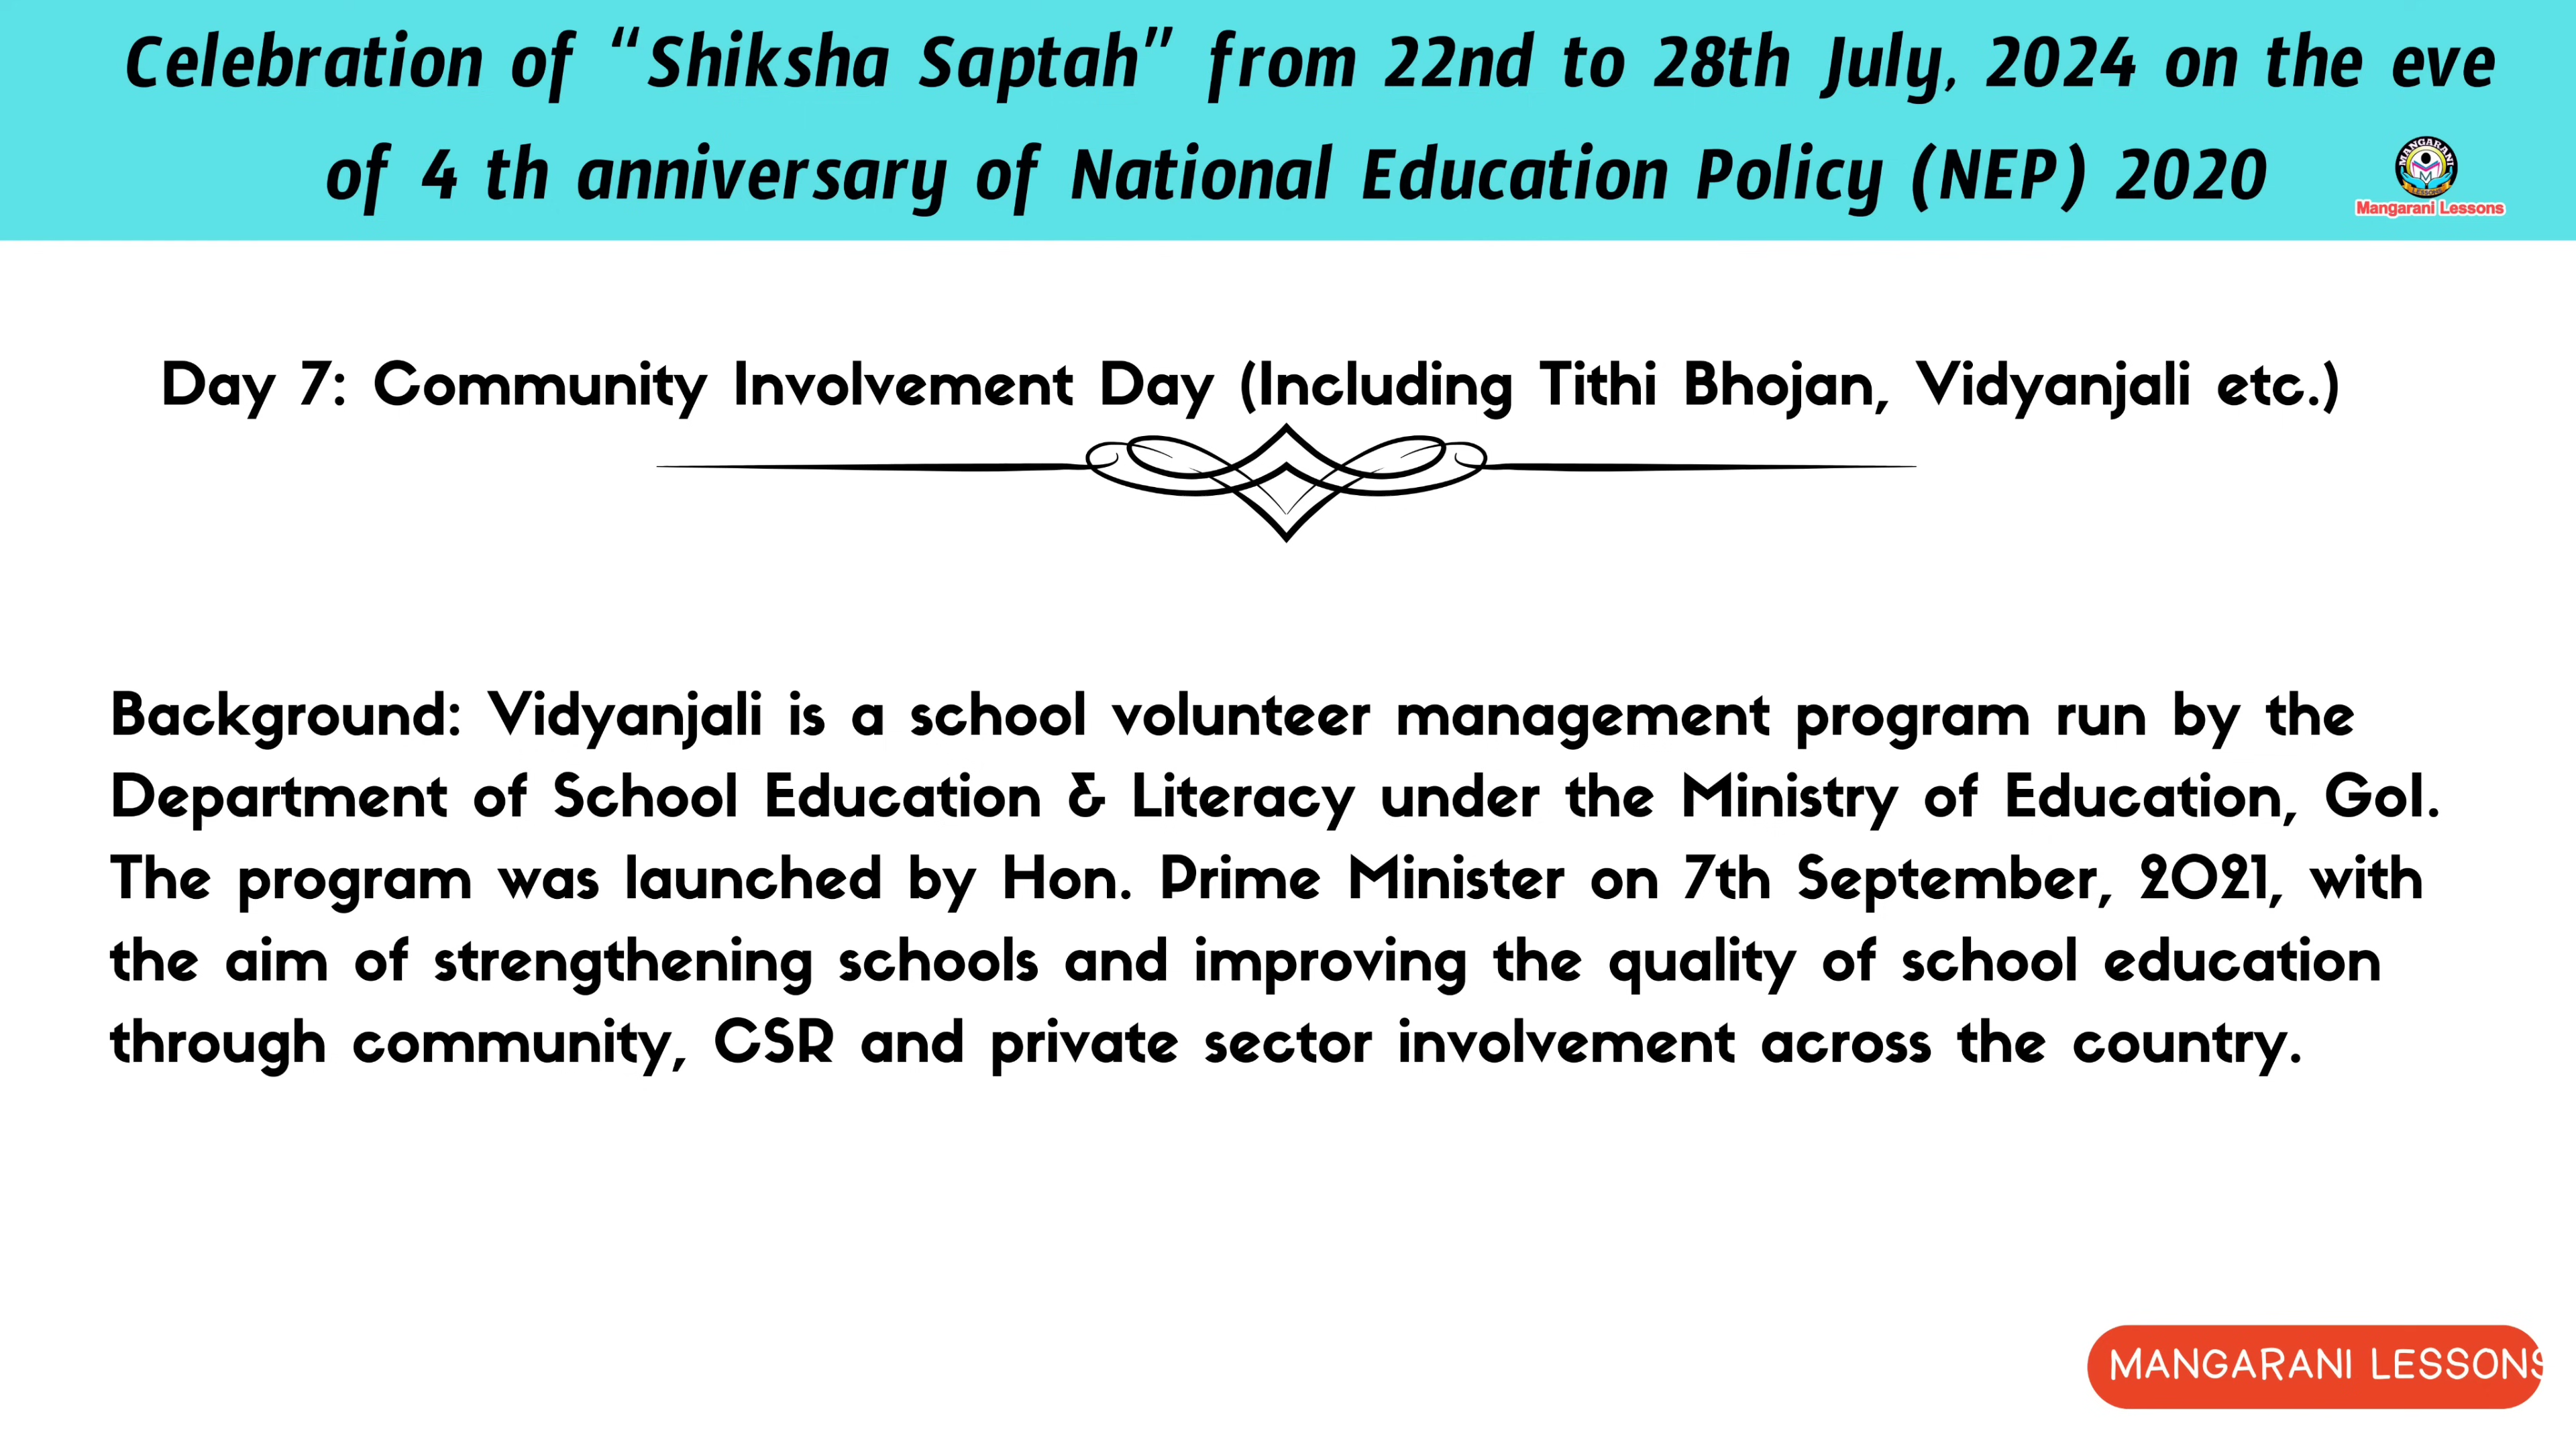 Celebration of “Shiksha Saptah” from 22nd to 28th July, 2024 on the eve
of 4 th anniversary of National Education Policy (NEP) 2020
MANGARANI
LESSONS
Mangarani Lessons
Day 7: Community Involvement Day (Including Tithi Bhojan, Vidyanjali etc.)
Background: Vidyanjali is a school volunteer management program run by the
Department of School Education & Literacy under the Ministry of Education, GoI.
The program was launched by Hon. Prime Minister on 7th September, 2021, with
the aim of strengthening schools and improving the quality of school education
through community, CSR and private sector involvement across the country.
MANGARANI LESSONS